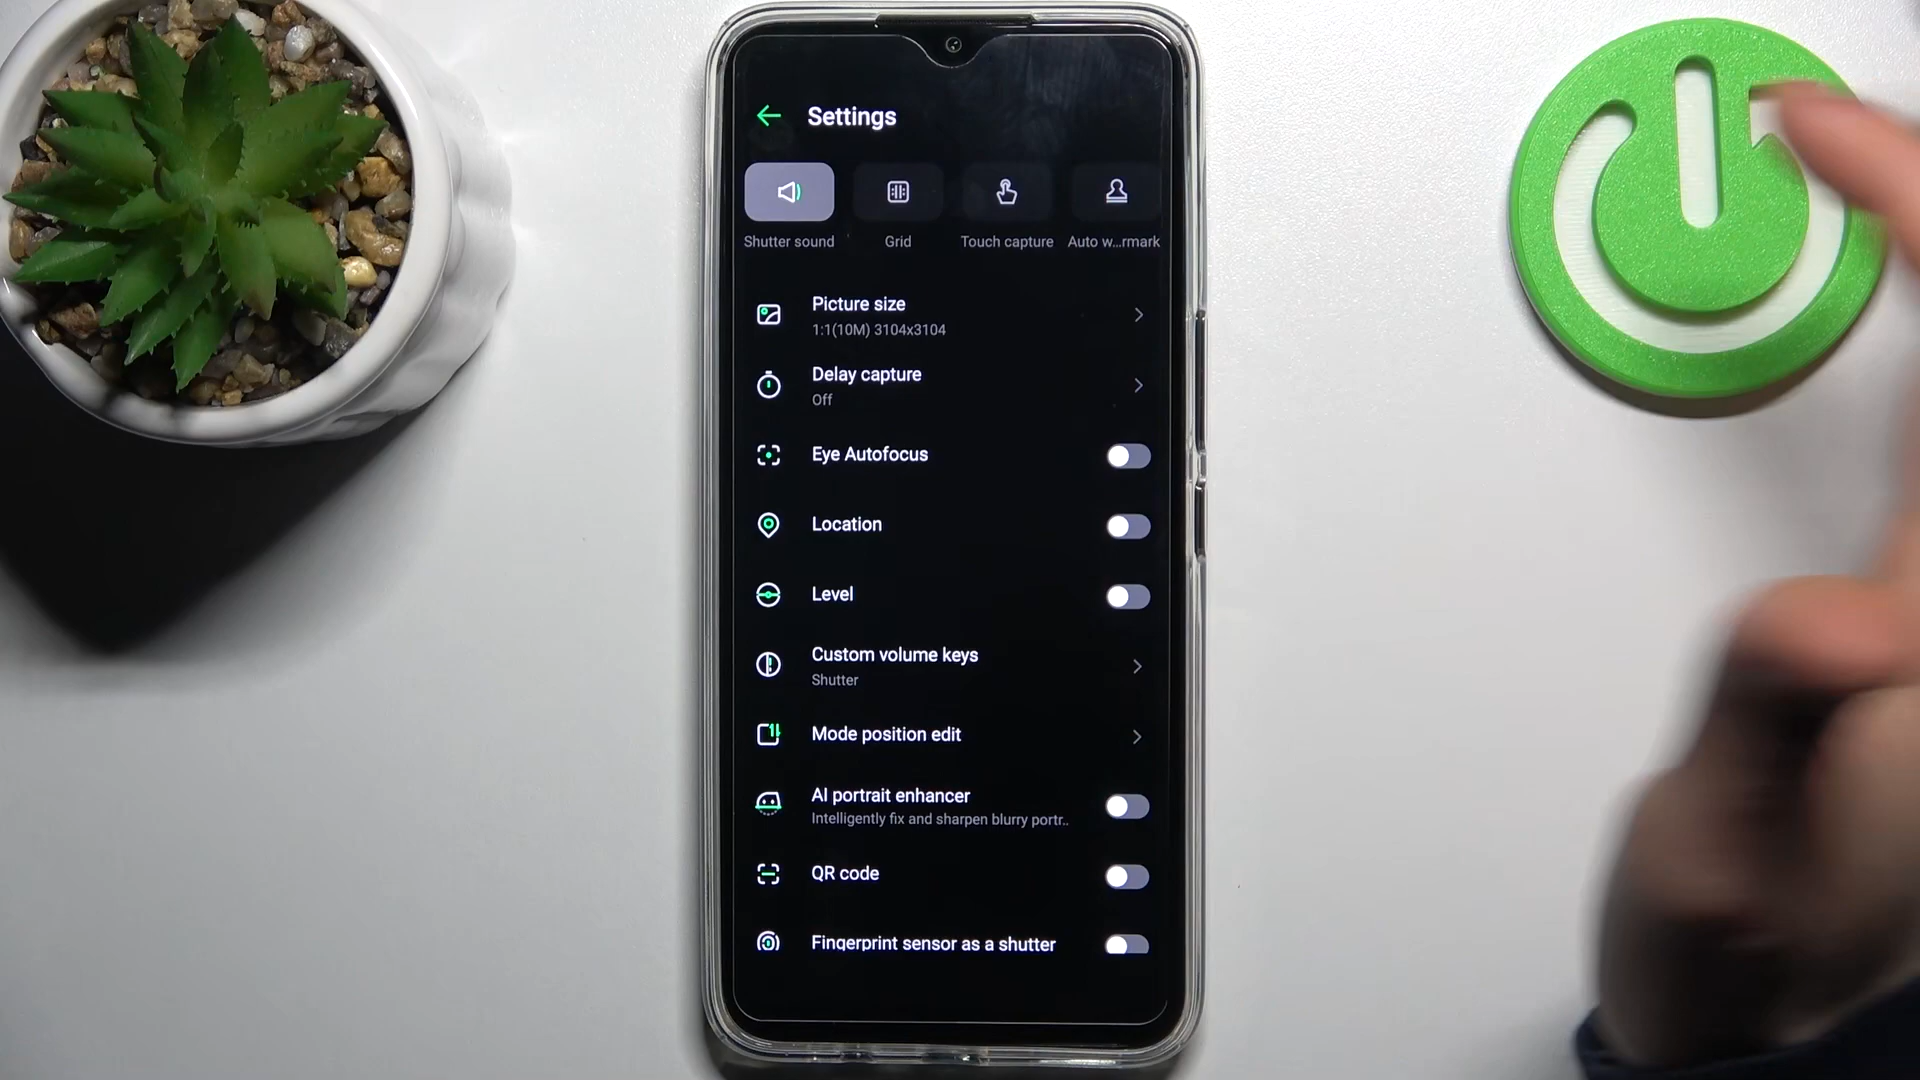 Settings
Shutter sound
Grid
Touch capture
Auto w...rmark
Picture size
1:1(10M) 3104x3104
Delay capture
Off
Eye Autofocus
Location
Level
Custom volume keys
Shutter
Mode position edit
AI portrait enhancer
Intelligently fix and sharpen blurry portr..
QR code
Fingerprint sensor as a shutter